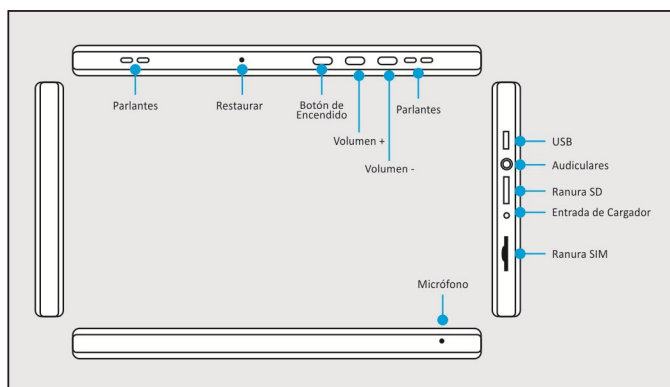 Parlantes
Restaurar
Botón de
Encendido
Parlantes
Volumen +
Volumen -
USB
Audiculares
Ranura SD
Entrada de Cargador
Ranura SIM
Micrófono